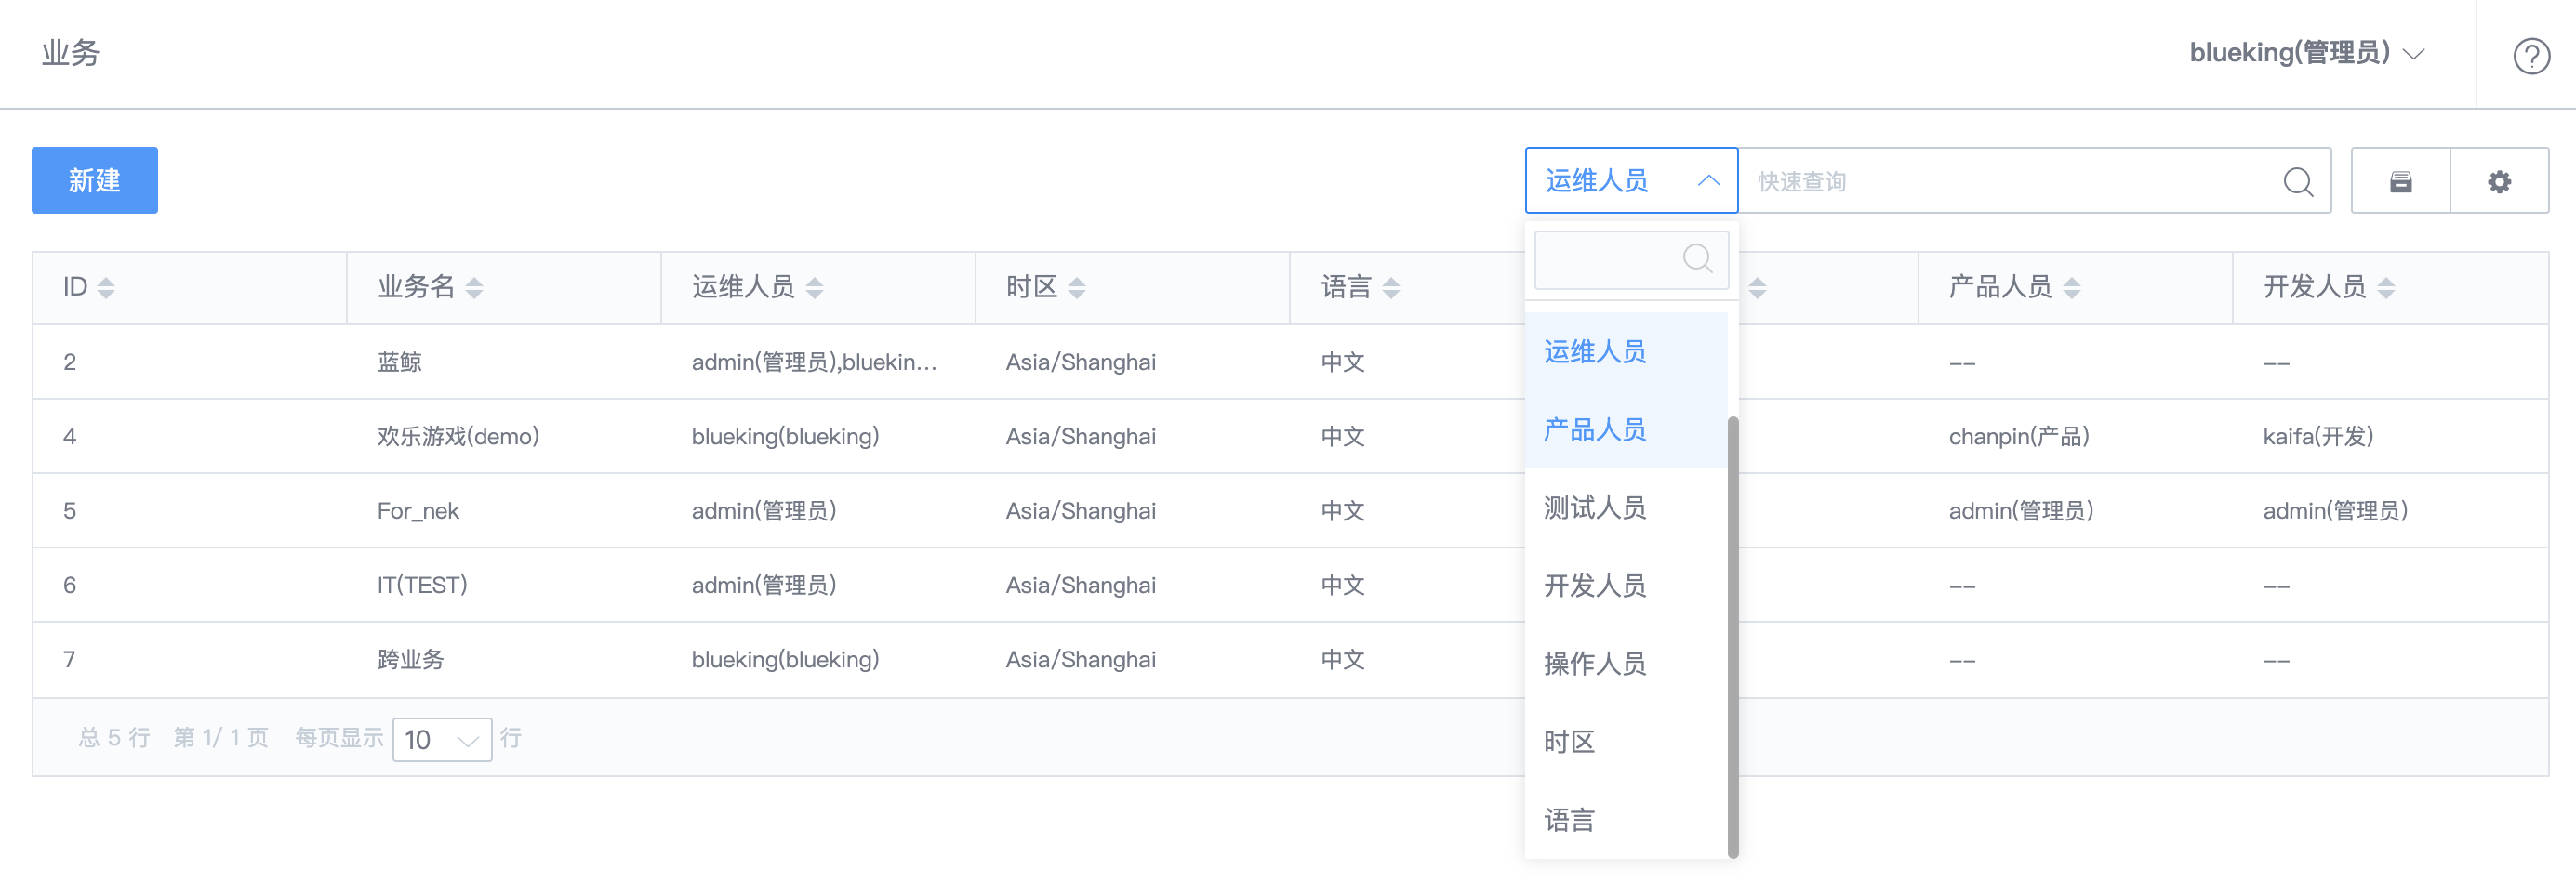 业务 blueking(管理员)
新建 运维人员 快速查询
ID 业务名 运维人员 时区 语言 产品人员 开发人员
2 蓝鲸 admin(管理员),bluekin... Asia/Shanghai 中文 -- --
4 欢乐游戏(demo) blueking(blueking) Asia/Shanghai 中文 chanpin(产品) kaifa(开发)
5 For_nek admin(管理员) Asia/Shanghai 中文 admin(管理员) admin(管理员)
6 IT(TEST) admin(管理员) Asia/Shanghai 中文 -- --
7 跨业务 blueking(blueking) Asia/Shanghai 中文 -- --
总 5 行 第 1/ 1 页 每页显示 10 行
运维人员
产品人员
测试人员
开发人员
操作人员
时区
语言